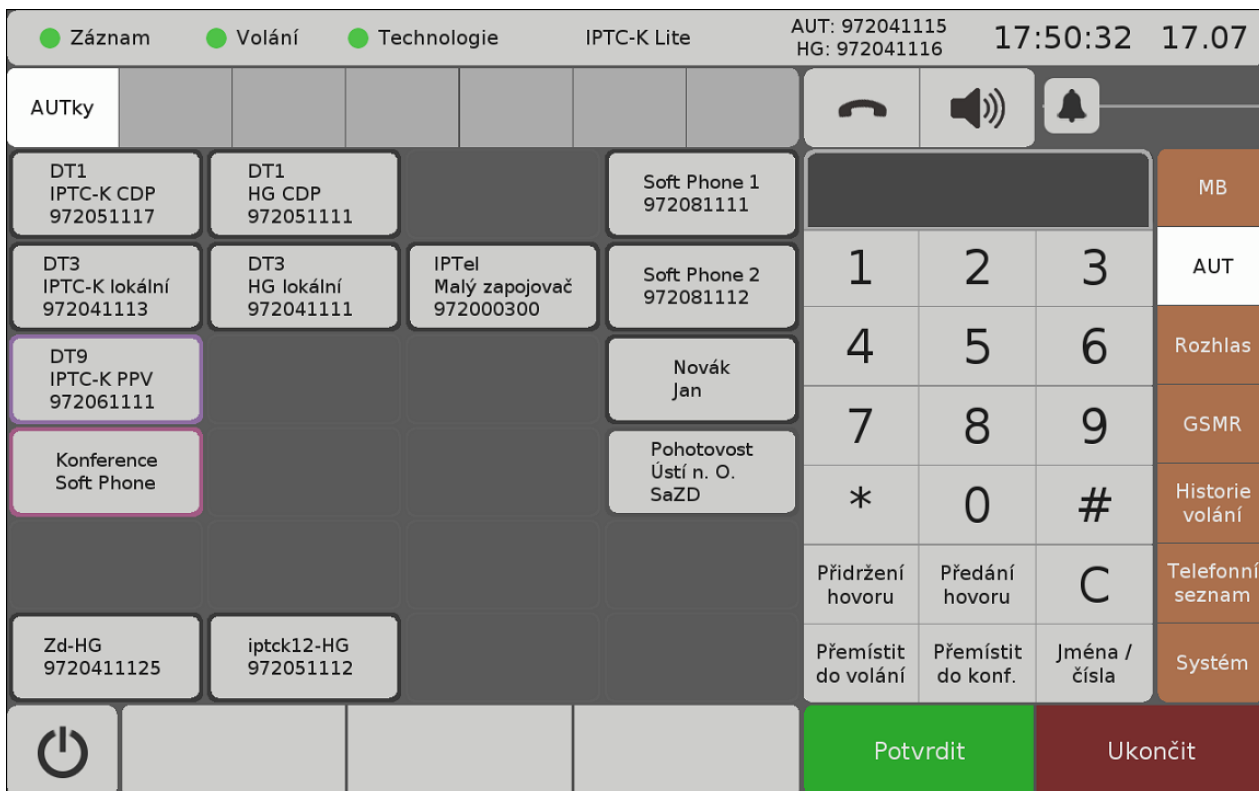 Záznam
Volání
Technologie
IPTC-K Lite
AUT: 972041115
HG: 972041116
17:50:32
17.07
AUTky
DT1
IPTC-K CDP
972051117
DT1
HG CDP
972051111
Soft Phone 1
972081111
DT3
IPTC-K lokální
972041113
DT3
HG lokální
972041111
IPTel
Malý zapojovač
972000300
Soft Phone 2
972081112
DT9
IPTC-K PPV
972061111
Novák
Jan
Konference
Soft Phone
Pohotovost
Ústí n. O.
SaZD
Zd-HG
9720411125
iptck12-HG
972051112
1
2
3
4
5
6
7
8
9
*
0
#
Přidržení
hovoru
Předání
hovoru
C
Přemístit
do volání
Přemístit
do konf.
Jména /
čísla
MB
AUT
Rozhlas
GSMR
Historie
volání
Telefonní
seznam
Systém
Potvrdit
Ukončit